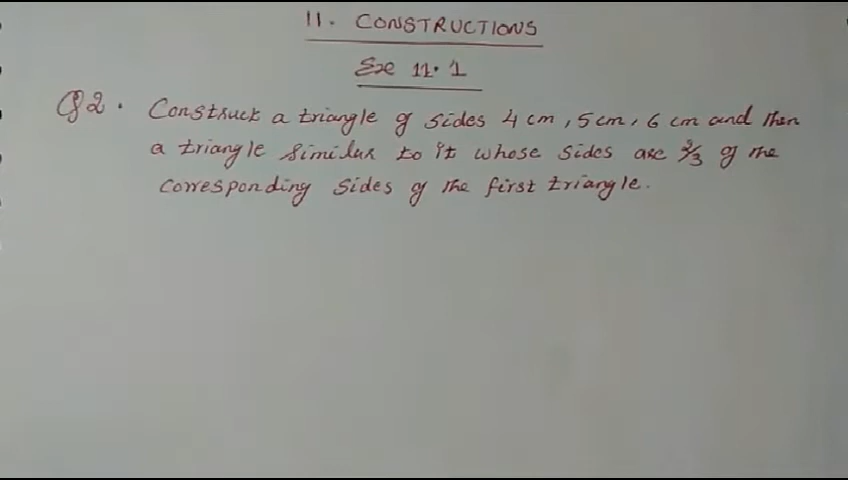 11. CONSTRUCTIONS
Exe 11.1
Q2. Construct a triangle of sides 4 cm, 5 cm, 6 cm and then
a triangle similar to it whose sides are 2/3 of the
corresponding sides of the first triangle.